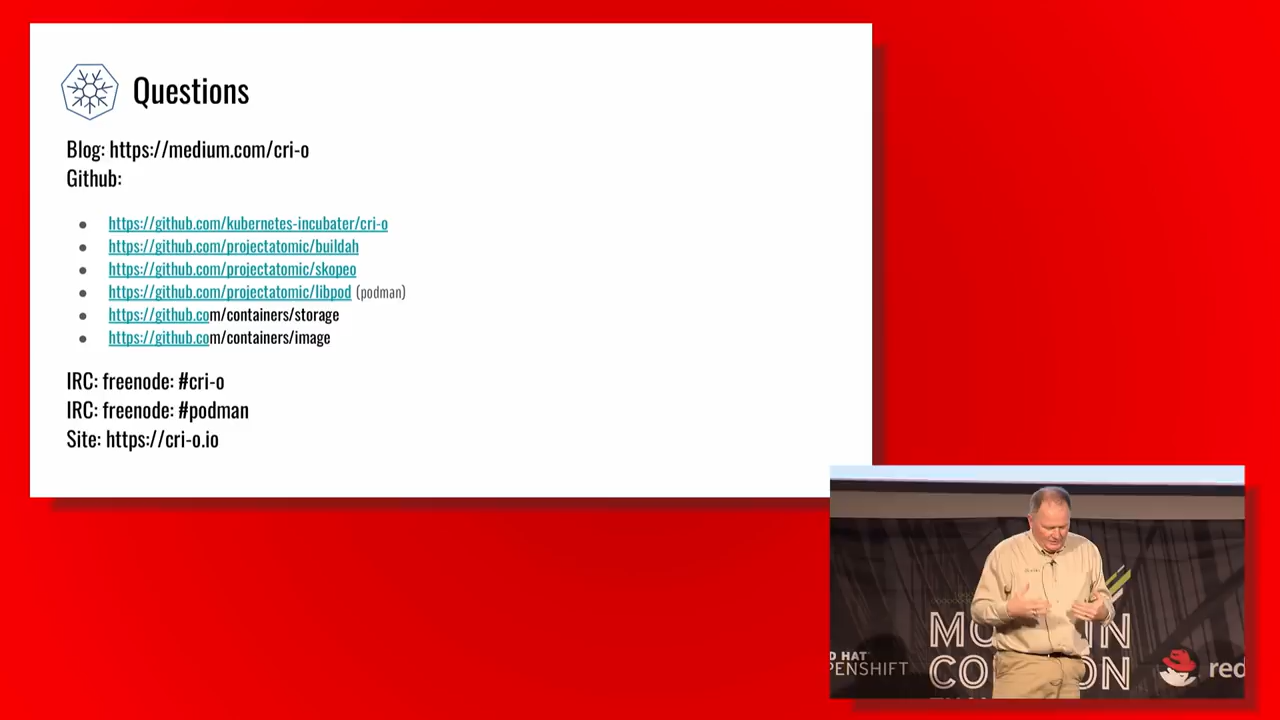 Questions
Blog: https://medium.com/cri-o
Github:
● https://github.com/kubernetes-incubater/cri-o
● https://github.com/projectatomic/buildah
● https://github.com/projectatomic/skopeo
● https://github.com/projectatomic/libpod (podman)
● https://github.com/containers/storage
● https://github.com/containers/image
IRC: freenode: #cri-o
IRC: freenode: #podman
Site: https://cri-o.io
D HAT
PENSHIFT
red